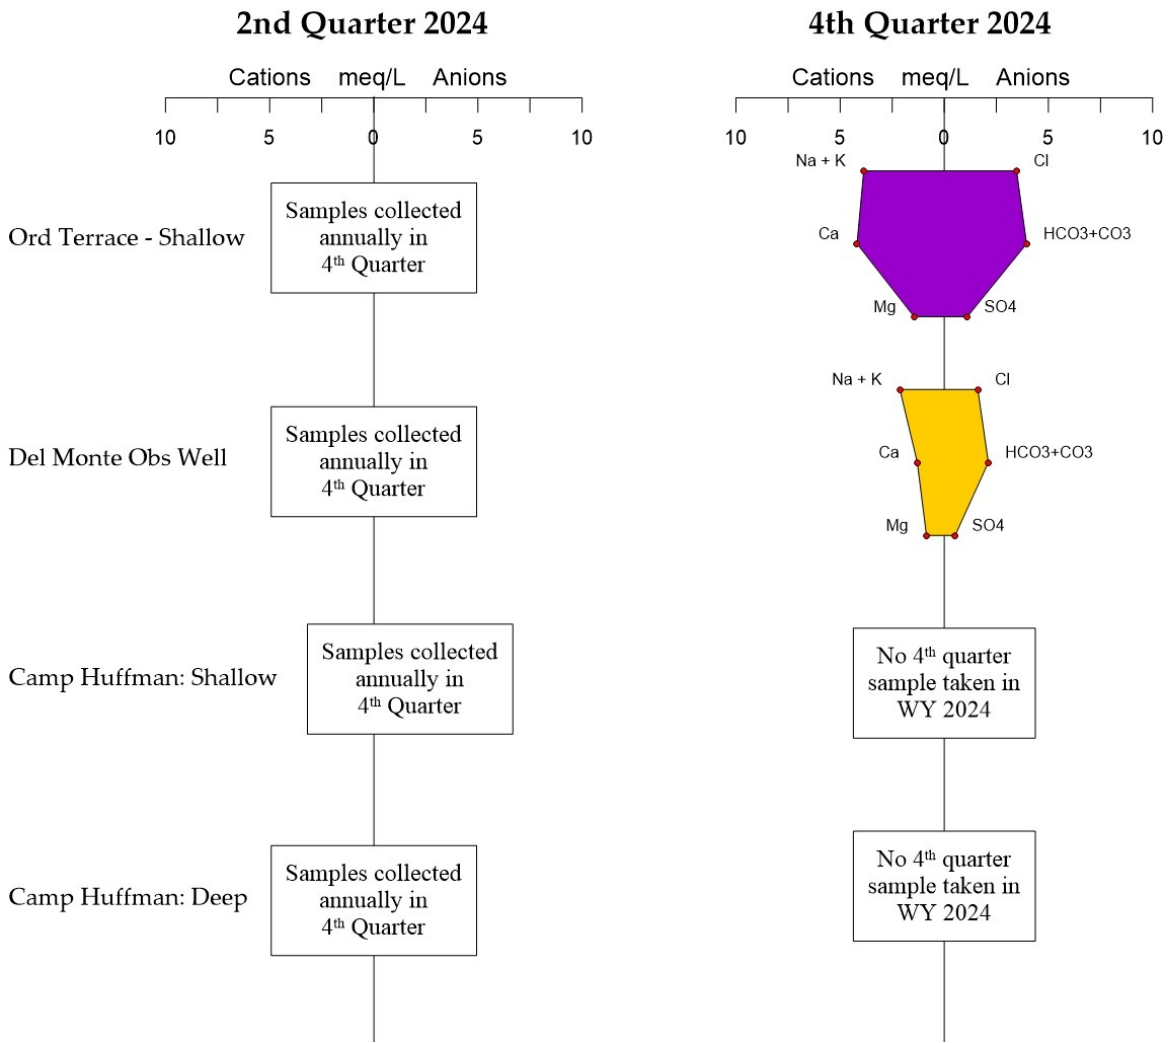 2nd Quarter 2024
4th Quarter 2024
Cations meq/L Anions
Cations meq/L Anions
10 5 0 5 10
10 5 0 5 10
Ord Terrace - Shallow
Samples collected
annually in
4th Quarter
Na + K
Cl
Ca
HCO3+CO3
Mg
SO4
Del Monte Obs Well
Samples collected
annually in
4th Quarter
Na + K
Cl
Ca
HCO3+CO3
Mg
SO4
Camp Huffman: Shallow
Samples collected
annually in
4th Quarter
No 4th quarter
sample taken in
WY 2024
Camp Huffman: Deep
Samples collected
annually in
4th Quarter
No 4th quarter
sample taken in
WY 2024